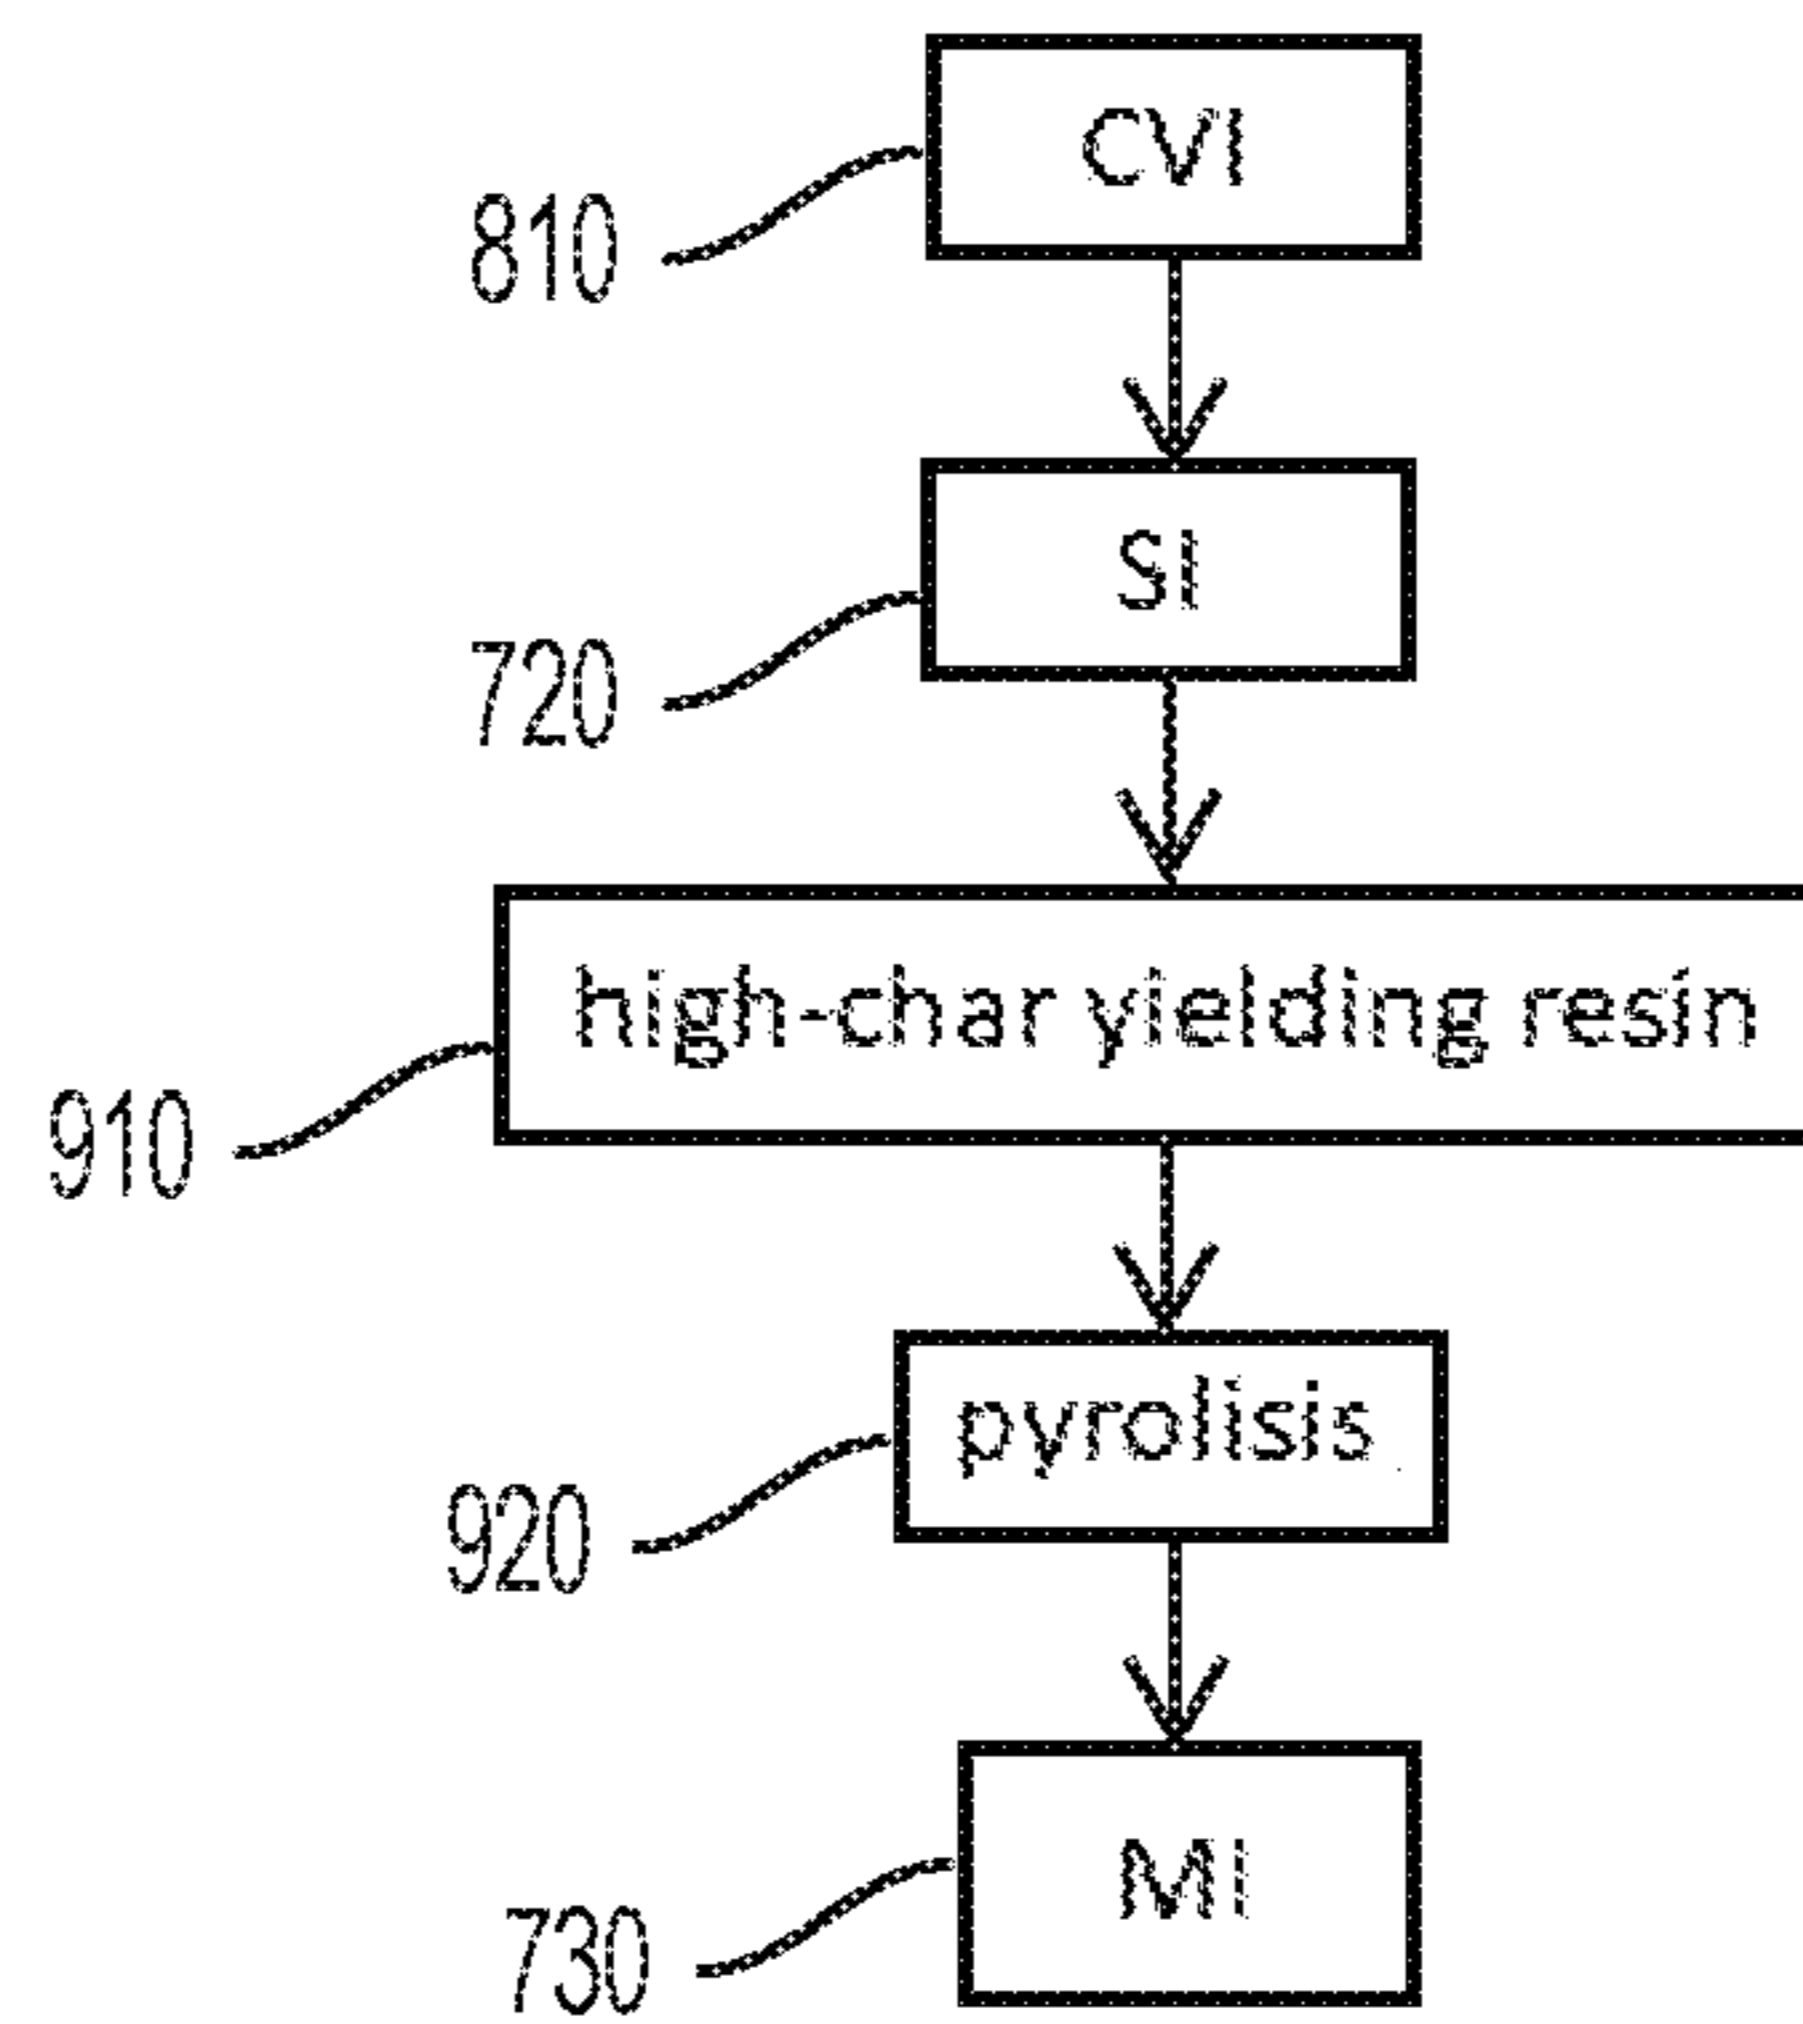 CVI
810
SI
720
high-char yielding resin
910
pyrolisis
920
MI
730